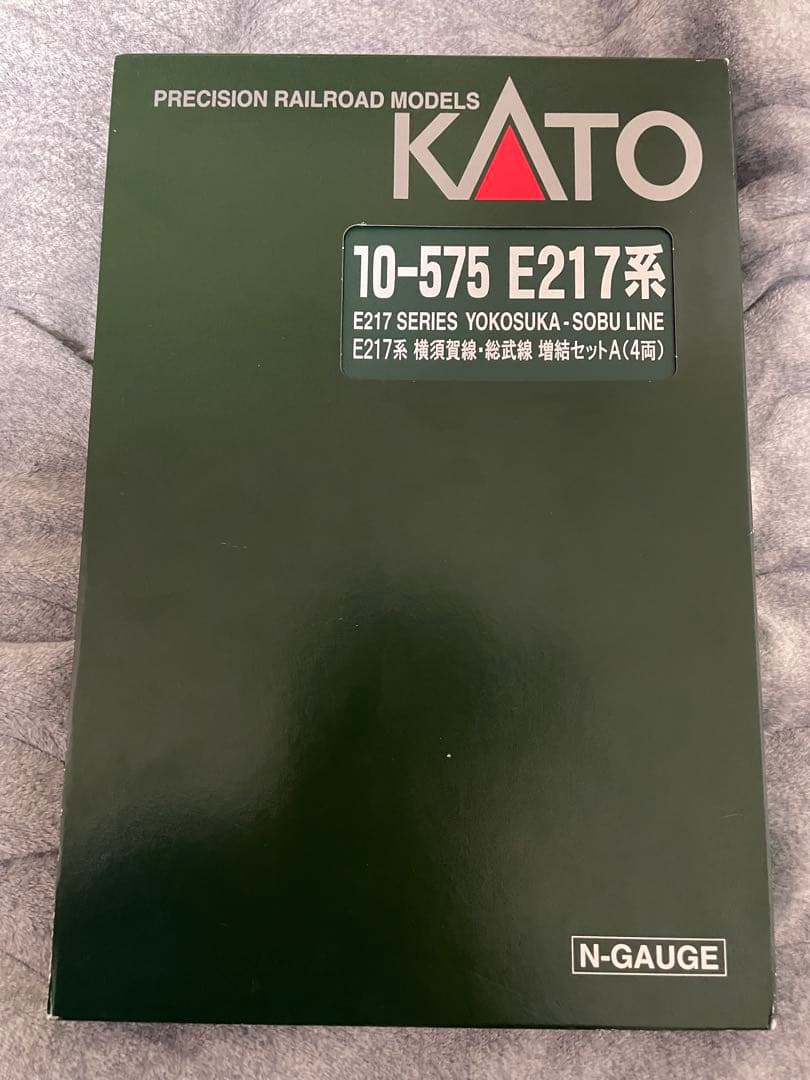 PRECISION RAILROAD MODELS
KATO
10-575 E217系
E217 SERIES YOKOSUKA-SOBU LINE
E217系 横須賀線・総武線 増結セットA(4両)
N-GAUGE